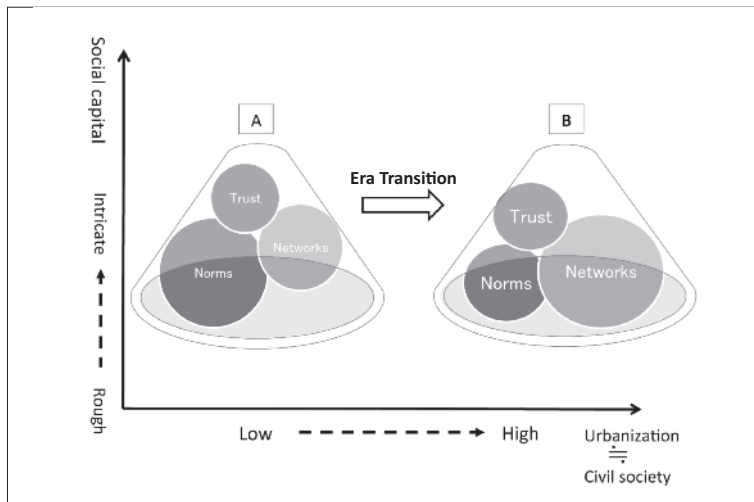 Social capital
Intricate
Rough
A
Trust
Norms
Networks
Era Transition
B
Trust
Norms
Networks
Low
High
Urbanization
≒
Civil society